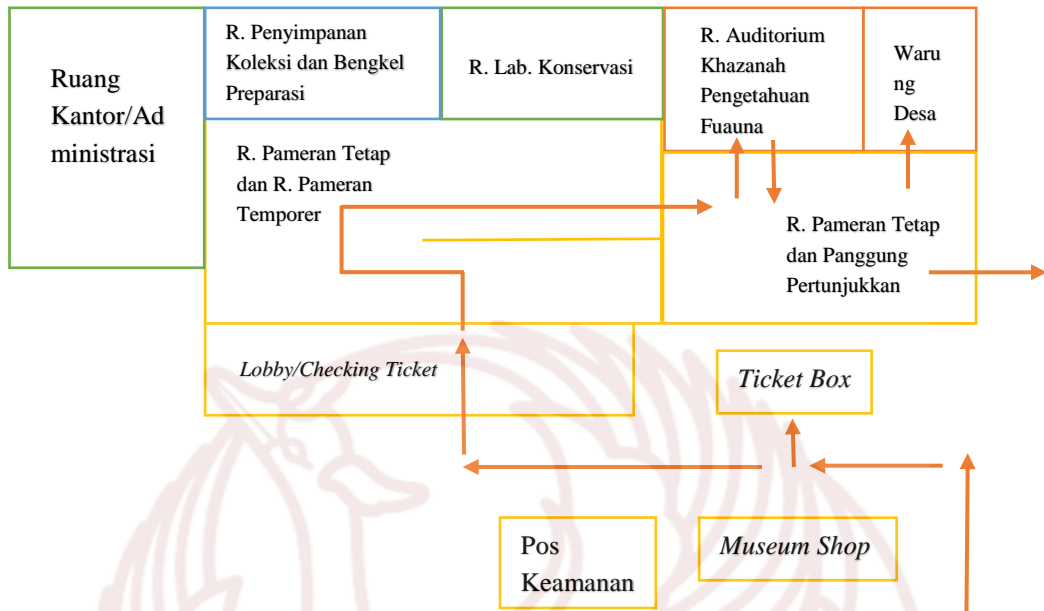 Ruang
Kantor/Ad
ministrasi
R. Penyimpanan
Koleksi dan Bengkel
Preparasi
R. Lab. Konservasi
R. Auditorium
Khazanah
Pengetahuan
Fuauna
Waru
ng
Desa
R. Pameran Tetap
dan R. Pameran
Temporer
R. Pameran Tetap
dan Panggung
Pertunjukkan
Lobby/Checking Ticket
Ticket Box
Pos
Keamanan
Museum Shop